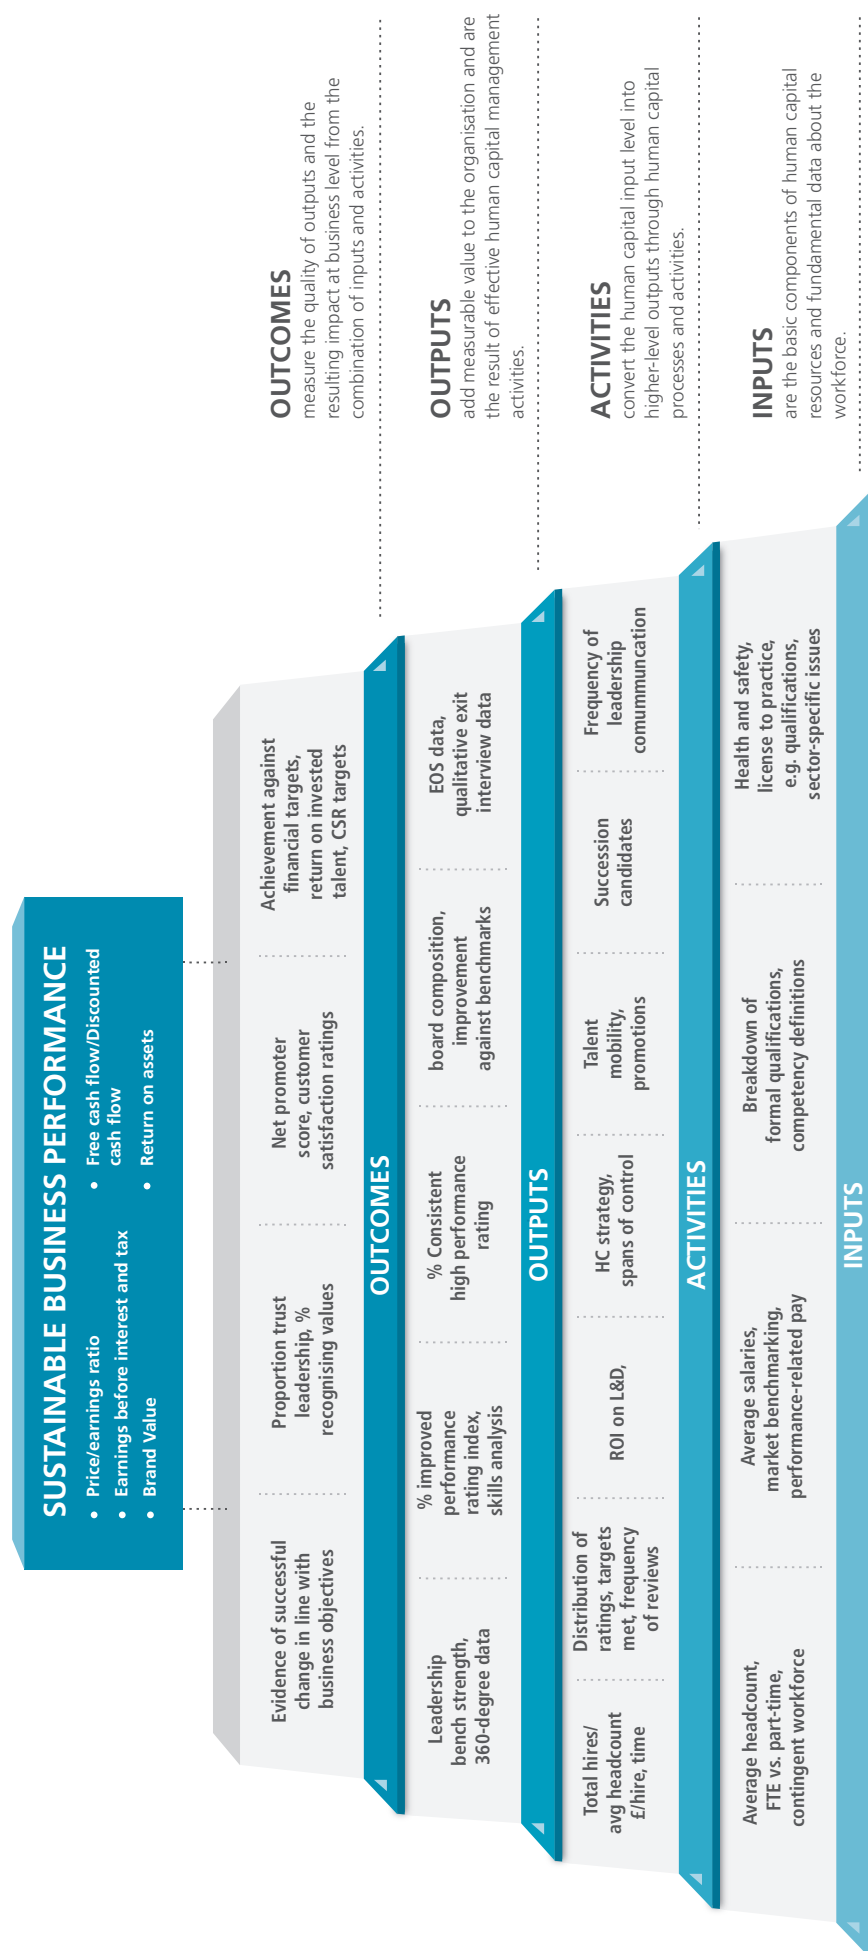 SUSTAINABLE BUSINESS PERFORMANCE
• Price/earnings ratio
• Earnings before interest and tax
• Brand Value
• Free cash flow/Discounted
cash flow
• Return on assets
Evidence of successful
change in line with
business objectives
Proportion trust
leadership, %
recognising values
Net promoter
score, customer
satisfaction ratings
Achievement against
financial targets,
return on invested
talent, CSR targets
OUTCOMES
OUTCOMES
measure the quality of outputs and the
resulting impact at business level from the
combination of inputs and activities.
Leadership
bench strength,
360-degree data
% improved
performance
rating index,
skills analysis
% Consistent
high performance
rating
board composition,
improvement
against benchmarks
EOS data,
qualitative exit
interview data
OUTPUTS
OUTPUTS
add measurable value to the organisation and are
the result of effective human capital management
activities.
Total hires/
avg headcount
£/hire, time
Distribution of
ratings, targets
met, frequency
of reviews
ROI on L&D,
HC strategy,
spans of control
Talent
mobility,
promotions
Succession
candidates
Frequency of
leadership
comummuncation
ACTIVITIES
ACTIVITIES
convert the human capital input level into
higher-level outputs through human capital
processes and activities.
Average headcount,
FTE vs. part-time,
contingent workforce
Average salaries,
market benchmarking,
performance-related pay
Breakdown of
formal qualifications,
competency definitions
Health and safety,
license to practice,
e.g. qualifications,
sector-specific issues
INPUTS
INPUTS
are the basic components of human capital
resources and fundamental data about the
workforce.